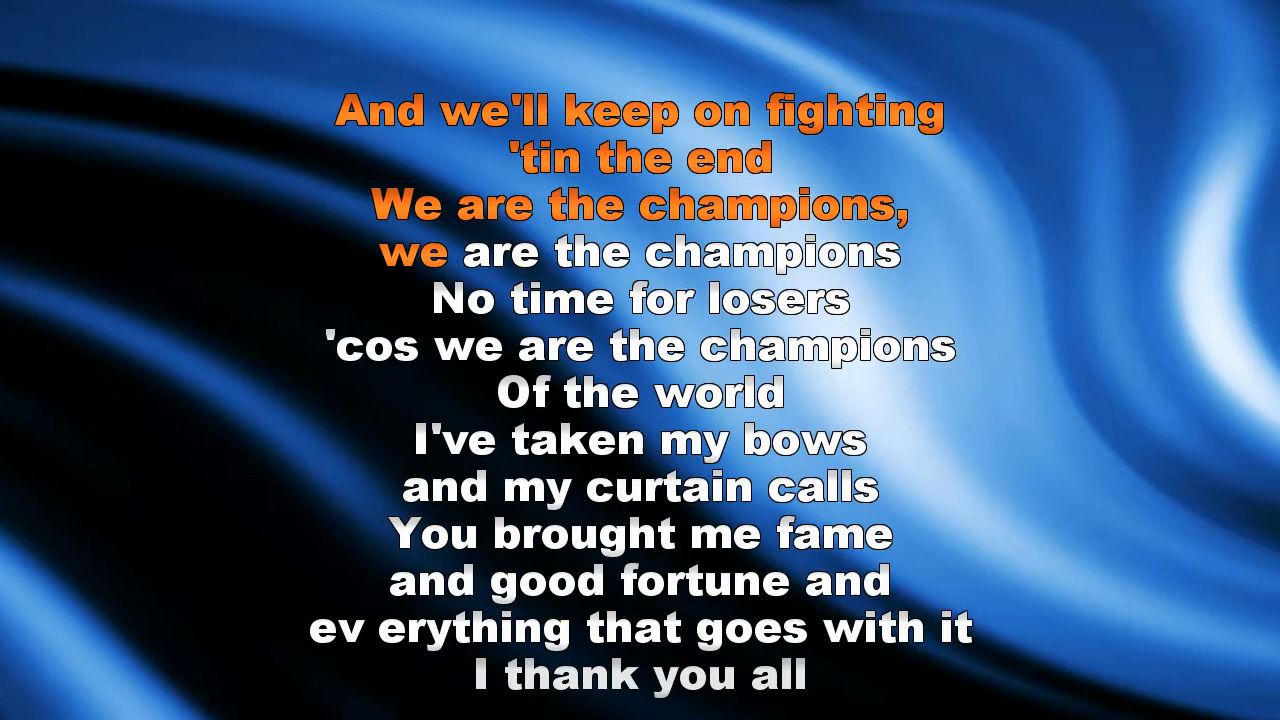 And we'll keep on fighting
'tin the end
We are the champions,
we are the champions
No time for losers
'cos we are the champions
Of the world
I've taken my bows
and my curtain calls
You brought me fame
and good fortune and
ev erything that goes with it
I thank you all